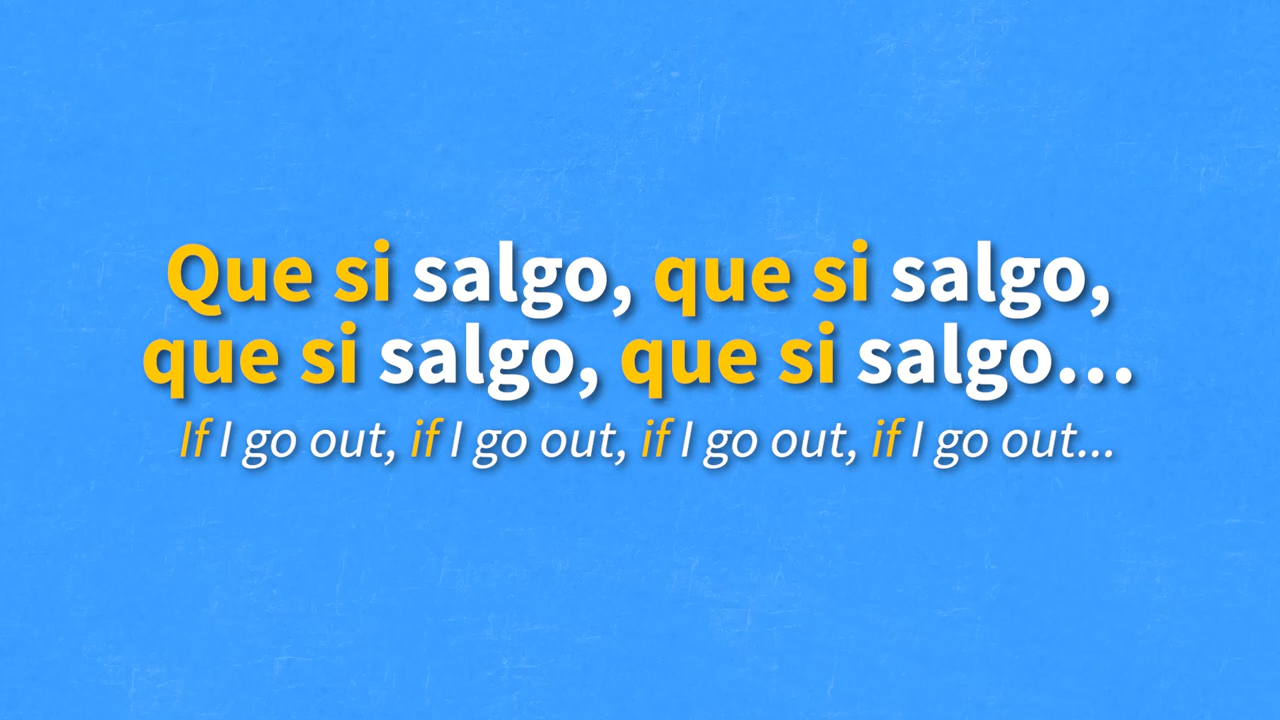 Que si salgo, que si salgo,
que si salgo, que si salgo...
If I go out, if I go out, if I go out, if I go out...